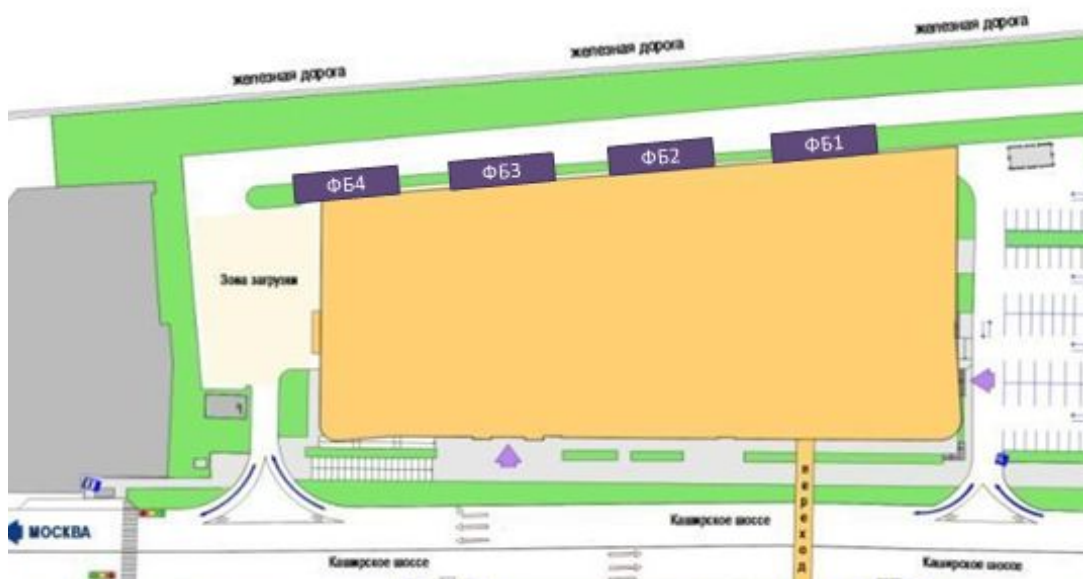 железная дорога
железная дорога
железная дорога
ФБ4
ФБ3
ФБ2
ФБ1
Зона загрузки
переход
МОСКВА
Каширское шоссе
Каширское шоссе
Каширское шоссе